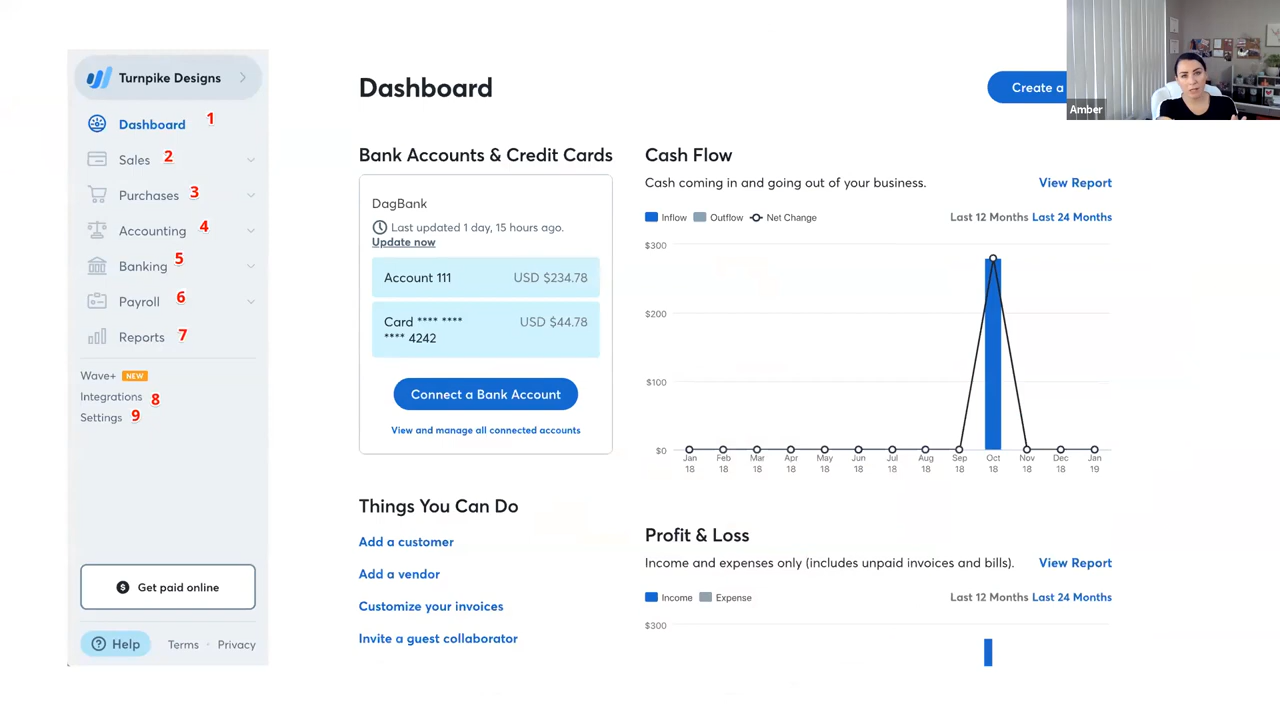 Turnpike Designs
Dashboard 1
Sales 2
Purchases 3
Accounting 4
Banking 5
Payroll 6
Reports 7
Wave+ NEW
Integrations 8
Settings 9
Get paid online
Help
Terms · Privacy
Dashboard
Create a
Amber
Bank Accounts & Credit Cards
DagBank
Last updated 1 day, 15 hours ago.
Update now
Account 111 USD $234.78
Card **** **** USD $44.78
**** 4242
Connect a Bank Account
View and manage all connected accounts
Things You Can Do
Add a customer
Add a vendor
Customize your invoices
Invite a guest collaborator
Cash Flow
Cash coming in and going out of your business. View Report
Inflow Outflow Net Change Last 12 Months Last 24 Months
$300
$200
$100
$0
Jan Feb Mar Apr May Jun Jul Aug Sep Oct Nov Dec Jan
18 18 18 18 18 18 18 18 18 18 18 18 19
Profit & Loss
Income and expenses only (includes unpaid invoices and bills). View Report
Income Expense Last 12 Months Last 24 Months
$300